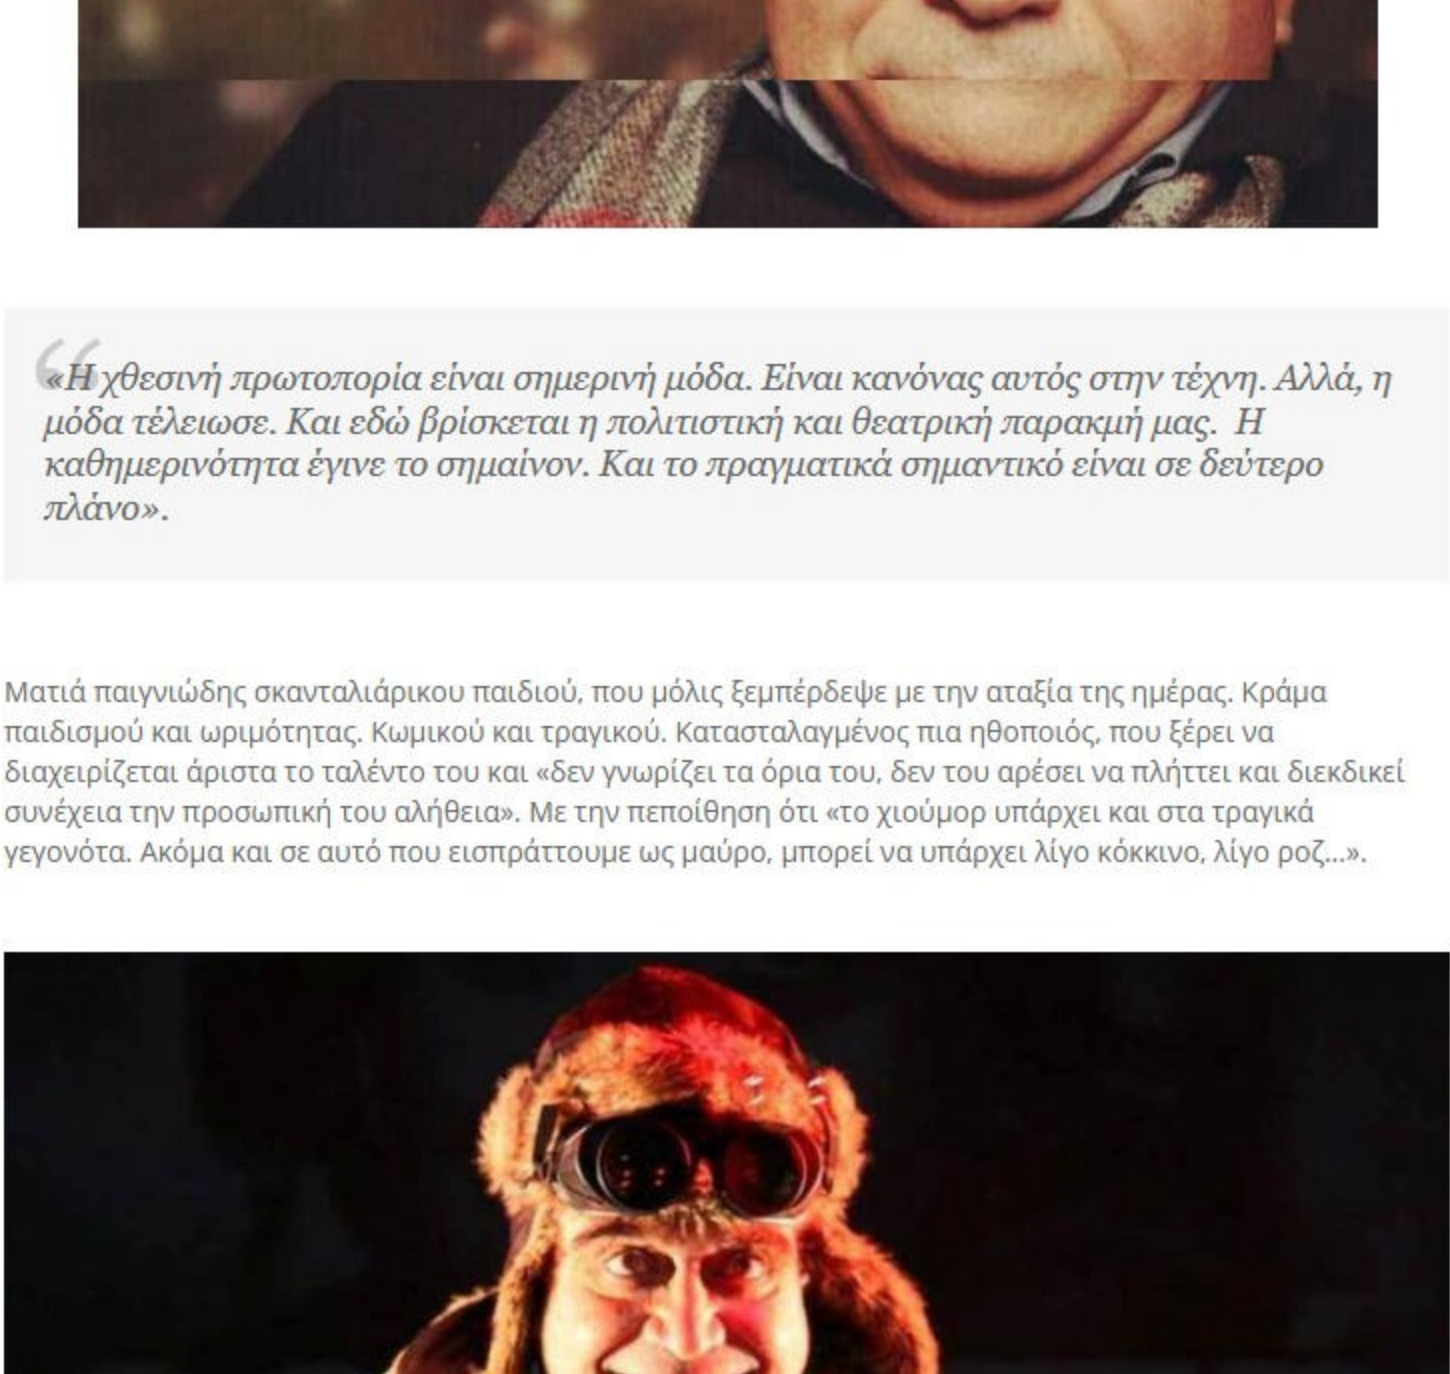 «Η χθεσινή πρωτοπορία είναι σημερινή μόδα. Είναι κανόνας αυτός στην τέχνη. Αλλά, η
μόδα τέλειωσε. Και εδώ βρίσκεται η πολιτιστική και θεατρική παρακμή μας. Η
καθημερινότητα έγινε το σημαίνον. Και το πραγματικά σημαντικό είναι σε δεύτερο
πλάνο».
Ματιά παιγνιώδης σκανταλιάρικου παιδιού, που μόλις ξεμπέρδεψε με την αταξία της ημέρας. Κράμα
παιδισμού και ωριμότητας. Κωμικού και τραγικού. Κατασταλαγμένος πια ηθοποιός, που ξέρει να
διαχειρίζεται άριστα το ταλέντο του και «δεν γνωρίζει τα όρια του, δεν του αρέσει να πλήττει και διεκδικεί
συνέχεια την προσωπική του αλήθεια». Με την πεποίθηση ότι «το χιούμορ υπάρχει και στα τραγικά
γεγονότα. Ακόμα και σε αυτό που εισπράττουμε ως μαύρο, μπορεί να υπάρχει λίγο κόκκινο, λίγο ροζ...».